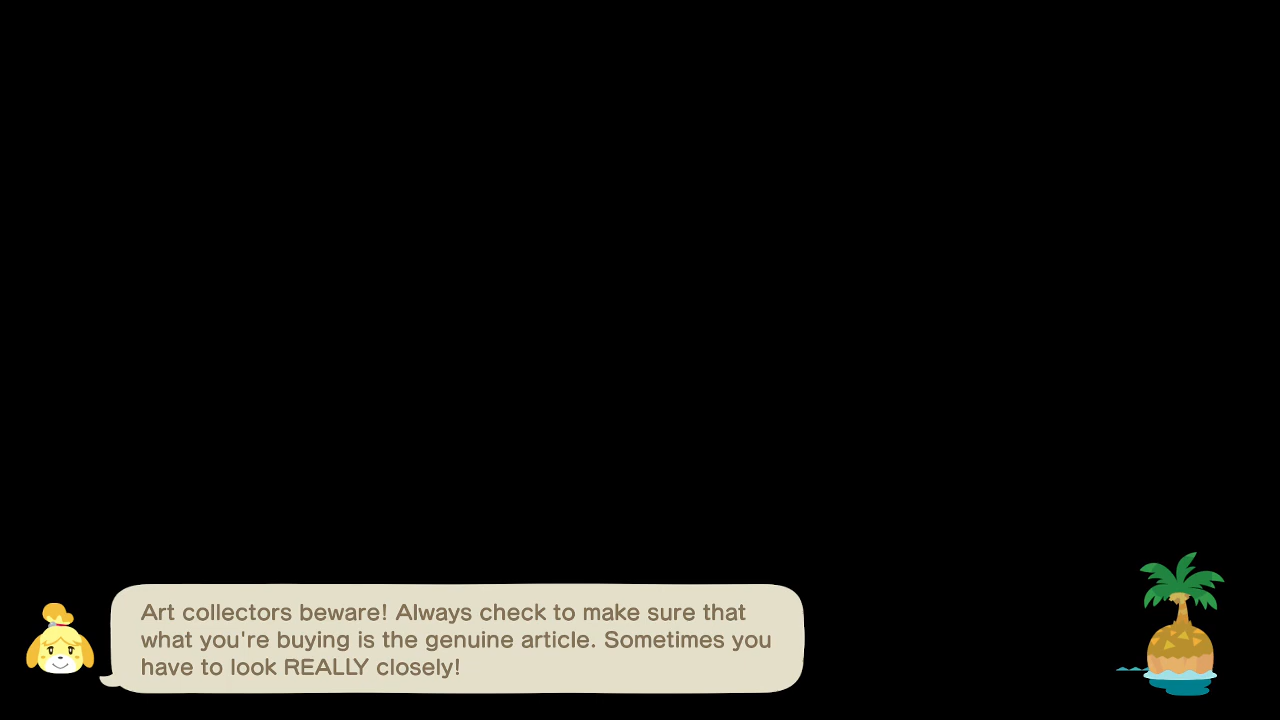 Art collectors beware! Always check to make sure that
what you're buying is the genuine article. Sometimes you
have to look REALLY closely!